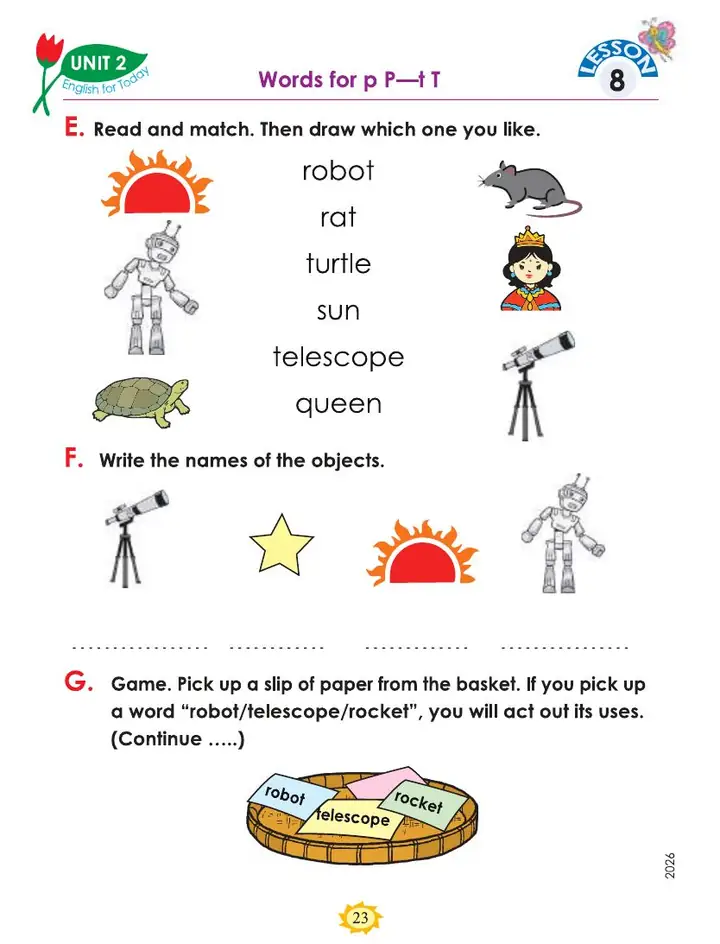 UNIT 2
English for Today
Words for p P—t T
LESSON
8
E. Read and match. Then draw which one you like.
robot
rat
turtle
sun
telescope
queen
F. Write the names of the objects.
G. Game. Pick up a slip of paper from the basket. If you pick up
a word “robot/telescope/rocket”, you will act out its uses.
(Continue …..)
robot
telescope
rocket
2026
23